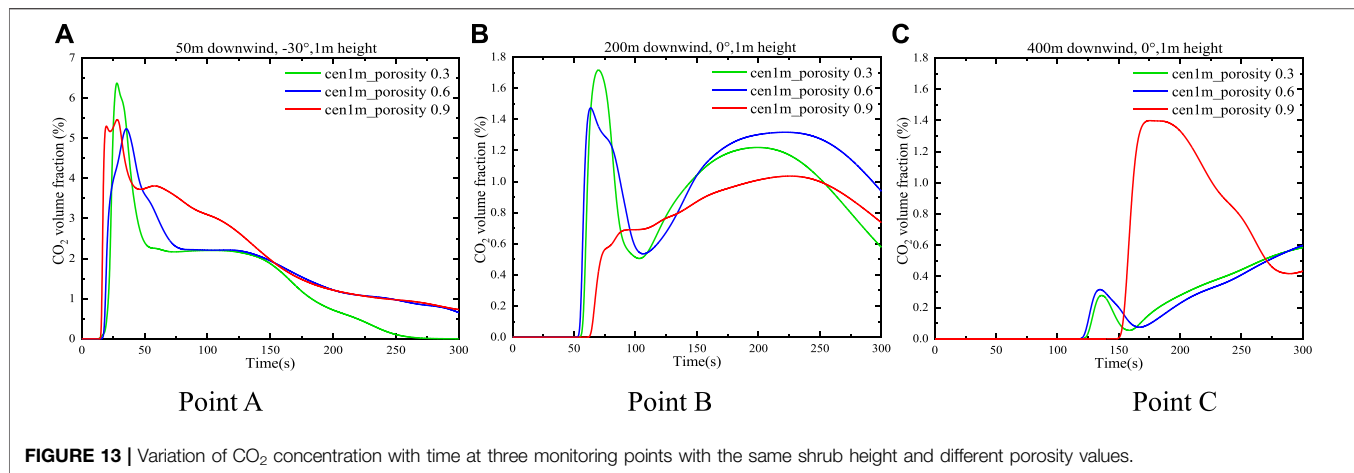 A
50m downwind, -30°,1m height
cen1m_porosity 0.3
cen1m_porosity 0.6
cen1m_porosity 0.9
CO2 volume fraction (%)
7
6
5
4
3
2
1
0
0 50 100 150 200 250 300
Time(s)
Point A
B
200m downwind, 0°,1m height
cen1m_porosity 0.3
cen1m_porosity 0.6
cen1m_porosity 0.9
CO2 volume fraction (%)
1.8
1.6
1.4
1.2
1.0
0.8
0.6
0.4
0.2
0.0
0 50 100 150 200 250 300
Time(s)
Point B
C
400m downwind, 0°,1m height
cen1m_porosity 0.3
cen1m_porosity 0.6
cen1m_porosity 0.9
CO2 volume fraction (%)
1.8
1.6
1.4
1.2
1.0
0.8
0.6
0.4
0.2
0.0
0 50 100 150 200 250 300
Time(s)
Point C
FIGURE 13 | Variation of CO2 concentration with time at three monitoring points with the same shrub height and different porosity values.